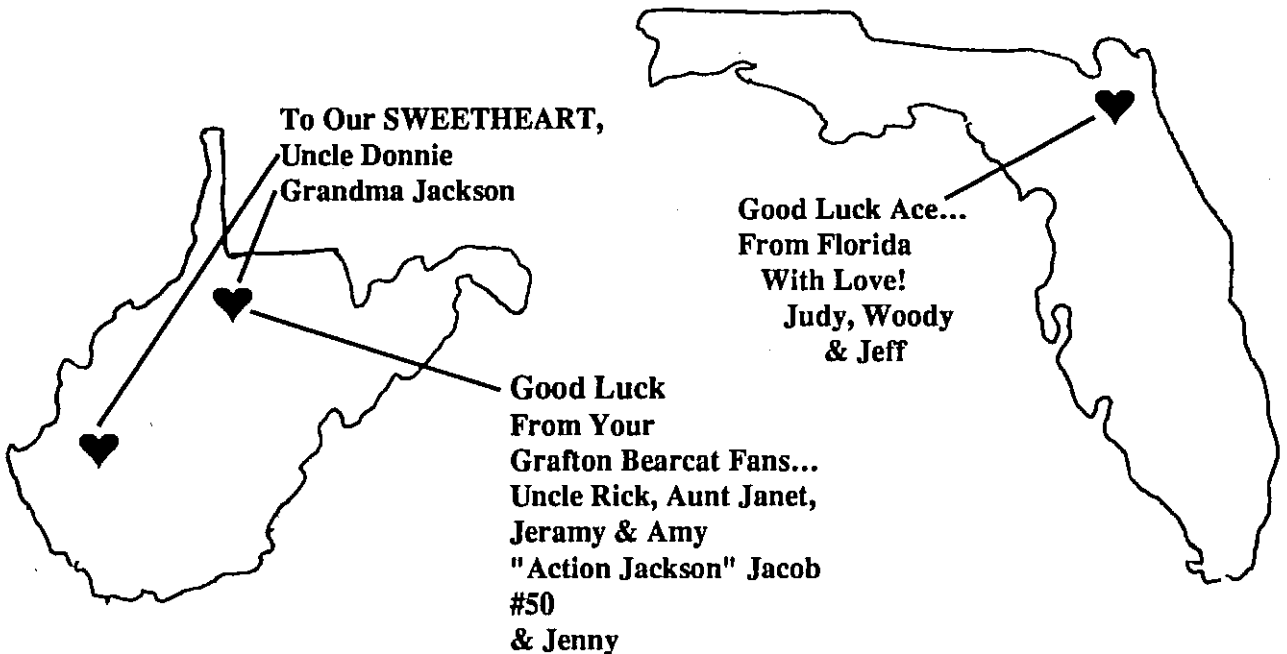 To Our SWEETHEART,
Uncle Donnie
Grandma Jackson
Good Luck
From Your
Grafton Bearcat Fans...
Uncle Rick, Aunt Janet,
Jeramy & Amy
"Action Jackson" Jacob
#50
& Jenny
Good Luck Ace...
From Florida
With Love!
Judy, Woody
& Jeff